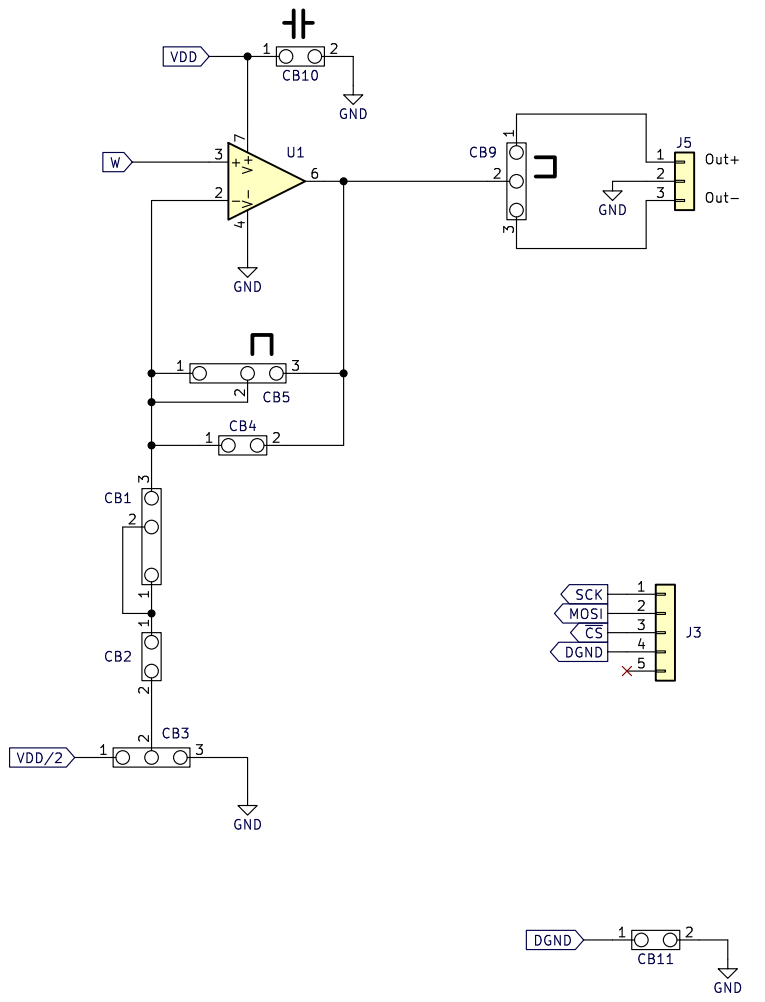 VDD
1
2
CB10
GND
7
U1
W
3
+
V+
6
2
−
V−
4
GND
1
CB9
2
3
J5
1
Out+
2
GND
3
Out−
1
3
2
CB5
CB4
1
2
3
CB1
2
1
1
CB2
2
SCK
1
MOSI
2
CS
3
J3
DGND
4
5
2
CB3
VDD/2
1
3
GND
DGND
1
2
CB11
GND